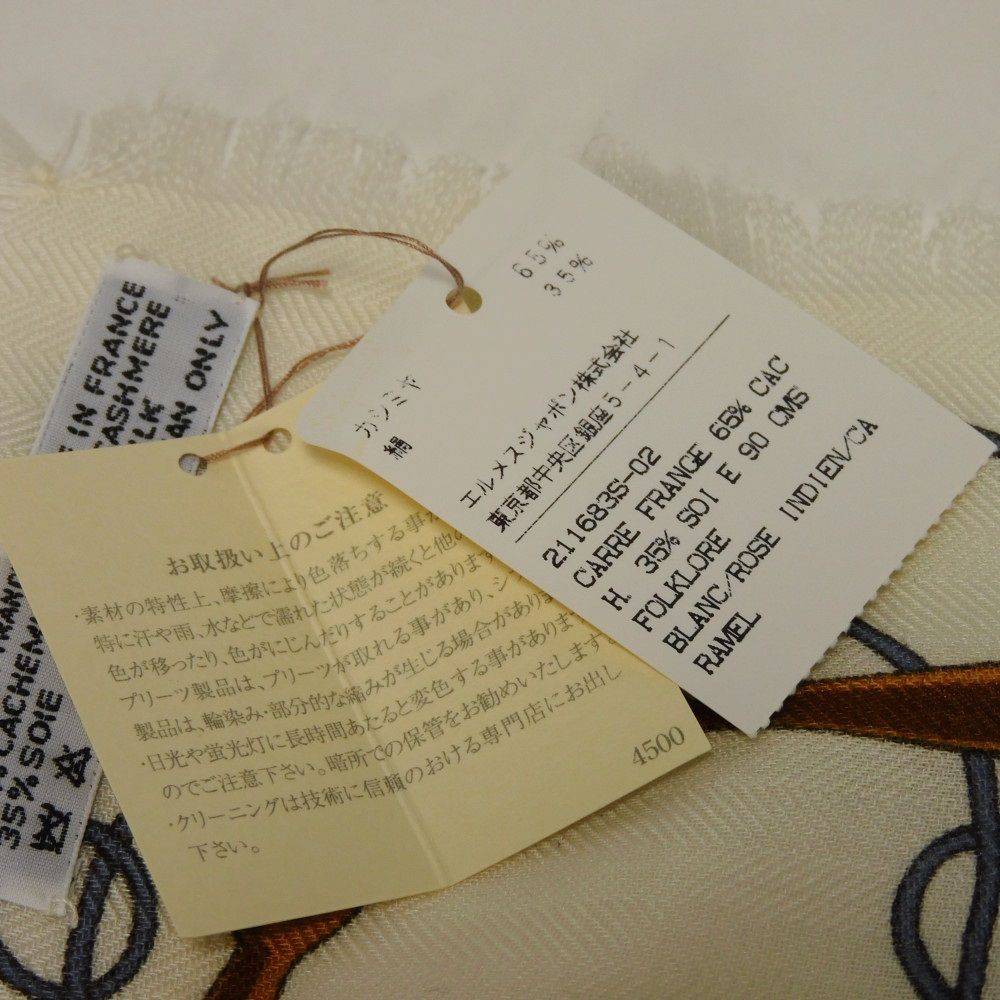 65%
35%
カシミヤ
絹
エルメスジャポン株式会社
東京都中央区銀座5-4-1
211683S-02
CARRE FRANGE 65% CAC
H. 35% SOI E 90 CMS
FOLKLORE
BLANC/ROSE INDIEN/CA
RAMEL
お取扱い上のご注意
・素材の特性上、摩擦により色落ちする事が
特に汗や雨、水などで濡れた状態が続くと他の
色が移ったり、色がにじんだりすることがあります
プリーツ製品は、プリーツが取れる事があり、シ
製品は、輪染み・部分的な縮みが生じる場合があり
・日光や蛍光灯に長時間あたると変色する事がありま
のでご注意下さい。暗所での保管をお勧めいたします
・クリーニングは技術に信頼のおける専門店にお出し
下さい。
4500
IN FRANCE
CASHMERE
ILK
AN ONLY
FRAN
CACHEM
35% SOIE